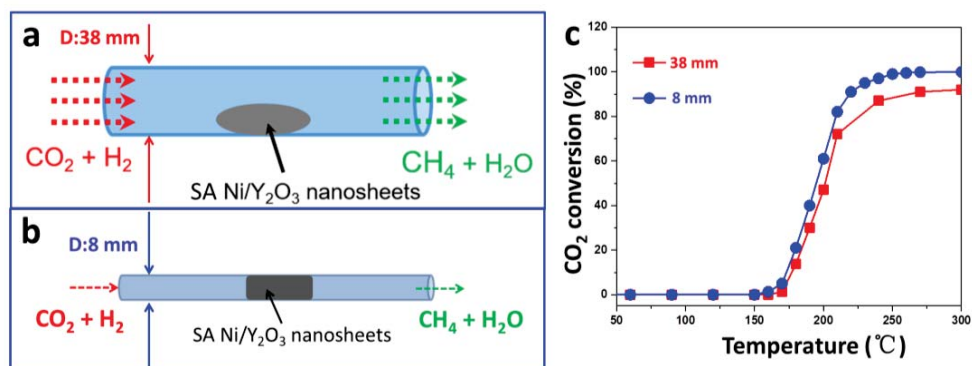 a
D:38 mm
CO₂ + H₂
CH₄ + H₂O
SA Ni/Y₂O₃ nanosheets
b
D:8 mm
CO₂ + H₂
CH₄ + H₂O
SA Ni/Y₂O₃ nanosheets
c
CO₂ conversion (%)
120
100
80
60
40
20
0
38 mm
8 mm
50 100 150 200 250 300
Temperature (℃)